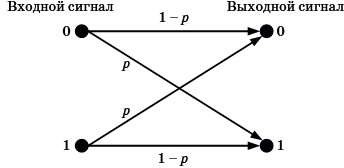 Входной сигнал Выходной сигнал
1 – p
0 0
p
p
1 1
1 – p